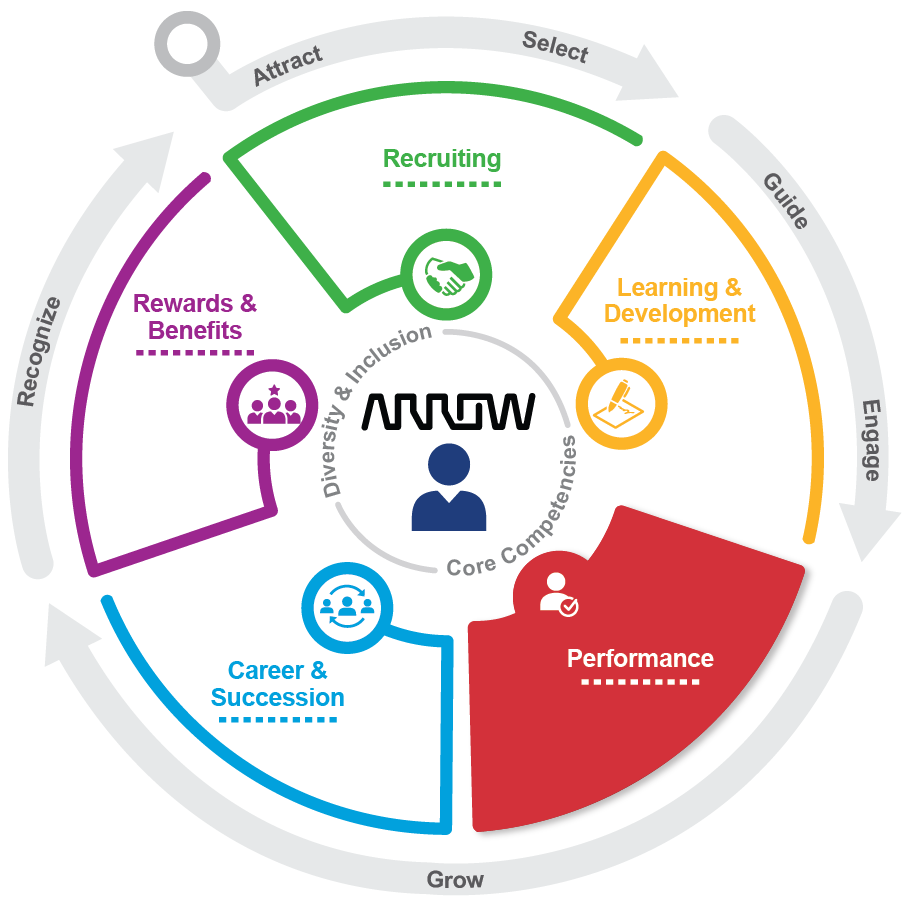 Attract
Select
Guide
Engage
Grow
Recognize
Recruiting
Learning &
Development
Performance
Career &
Succession
Rewards &
Benefits
Diversity & Inclusion
Core Competencies
ARROW